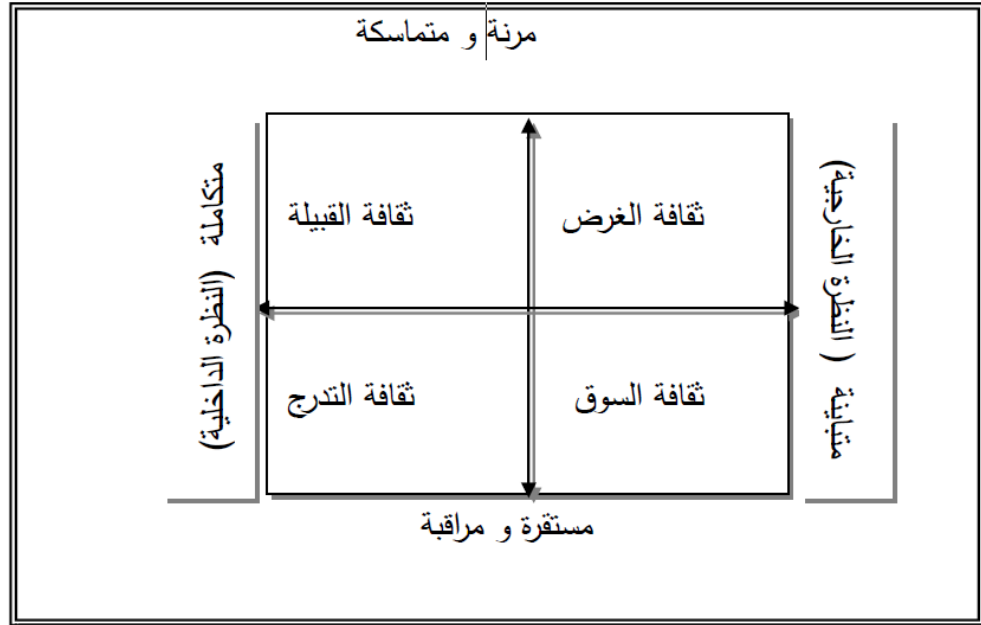 مرنة و متماسكة
متباينة ( النظرة الخارجية)
ثقافة الغرض
ثقافة القبيلة
متكاملة (النظرة الداخلية)
ثقافة السوق
ثقافة التدرج
مستقرة و مراقبة